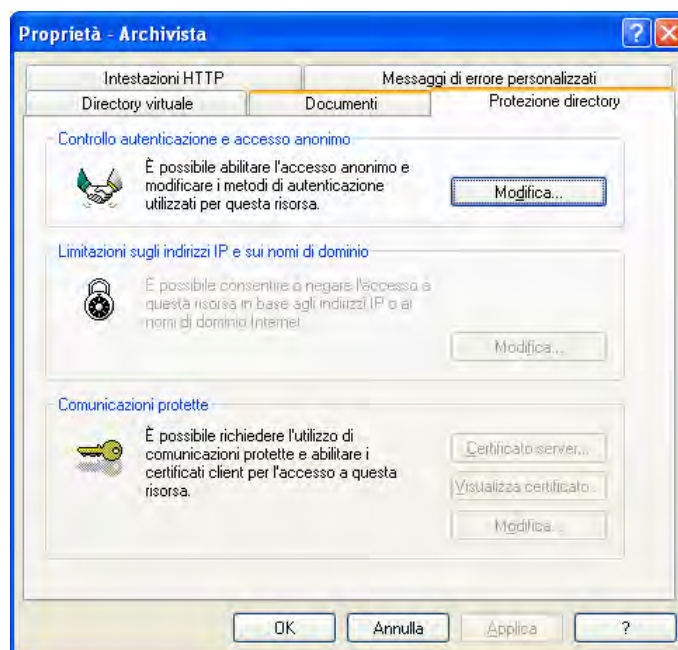 Proprietà - Archivista
?
Intestazioni HTTP
Messaggi di errore personalizzati
Directory virtuale
Documenti
Protezione directory
Controllo autenticazione e accesso anonimo
È possibile abilitare l'accesso anonimo e
modificare i metodi di autenticazione
utilizzati per questa risorsa.
Modifica...
Limitazioni sugli indirizzi IP e sui nomi di dominio
È possibile consentire o negare l'accesso a
questa risorsa in base agli indirizzi IP o ai
nomi di dominio Internet.
Modifica...
Comunicazioni protette
È possibile richiedere l'utilizzo di
comunicazioni protette e abilitare i
certificati client per l'accesso a questa
risorsa.
Certificato server...
Visualizza certificato...
Modifica...
OK
Annulla
Applica
?